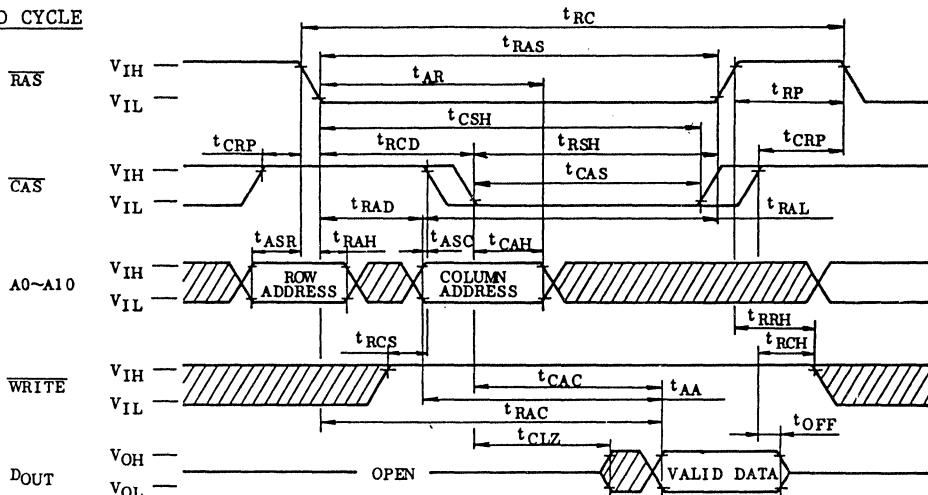 D CYCLE
tRC
tRAS
RAS VIH
tAR
VIL
tRP
tCSH
tCRP tRCD tRSH tCRP
CAS VIH
tCAS
VIL
tRAD tRAL
tASR tRAH tASC tCAH
A0~A10 VIH
ROW ADDRESS
COLUMN ADDRESS
VIL
tRRH
tRCS tRCH
WRITE VIH
tCAC
VIL
tAA
tRAC
tOFF
tCLZ
DOUT VOH
OPEN VALID DATA
VOL